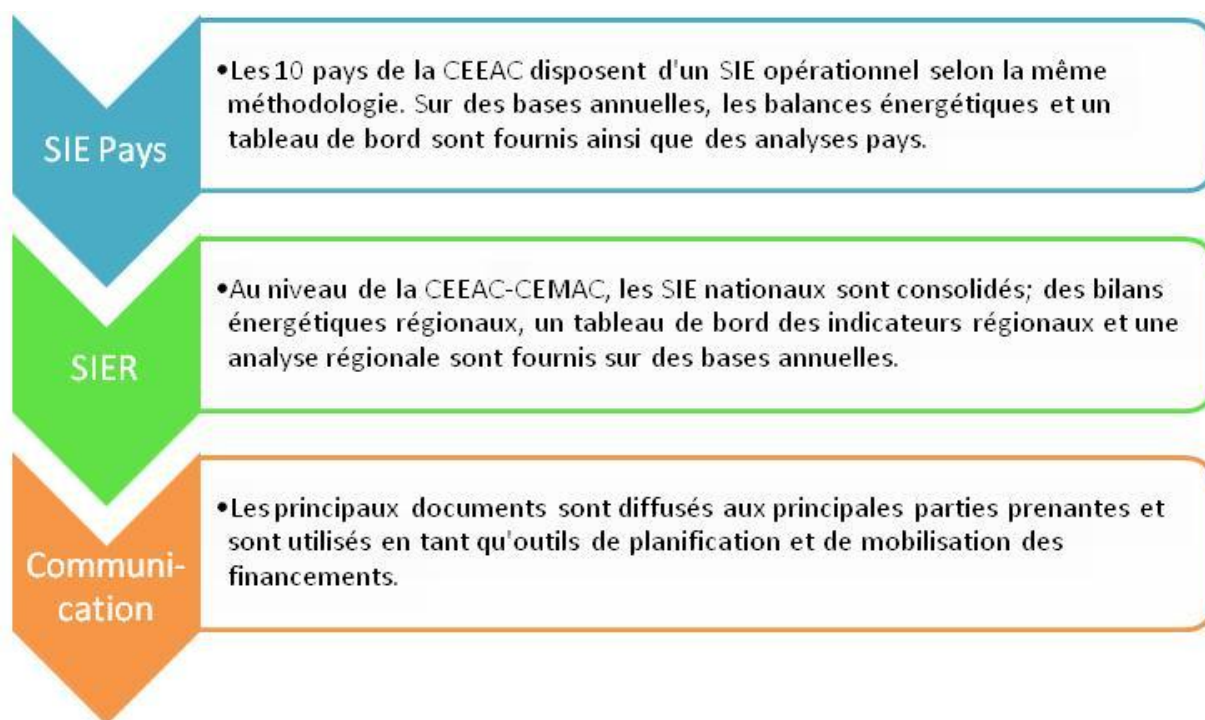 SIE Pays
•Les 10 pays de la CEEAC disposent d'un SIE opérationnel selon la même
méthodologie. Sur des bases annuelles, les balances énergétiques et un
tableau de bord sont fournis ainsi que des analyses pays.
SIER
•Au niveau de la CEEAC-CEMAC, les SIE nationaux sont consolidés; des bilans
énergétiques régionaux, un tableau de bord des indicateurs régionaux et une
analyse régionale sont fournis sur des bases annuelles.
Communi-
cation
•Les principaux documents sont diffusés aux principales parties prenantes et
sont utilisés en tant qu'outils de planification et de mobilisation des
financements.